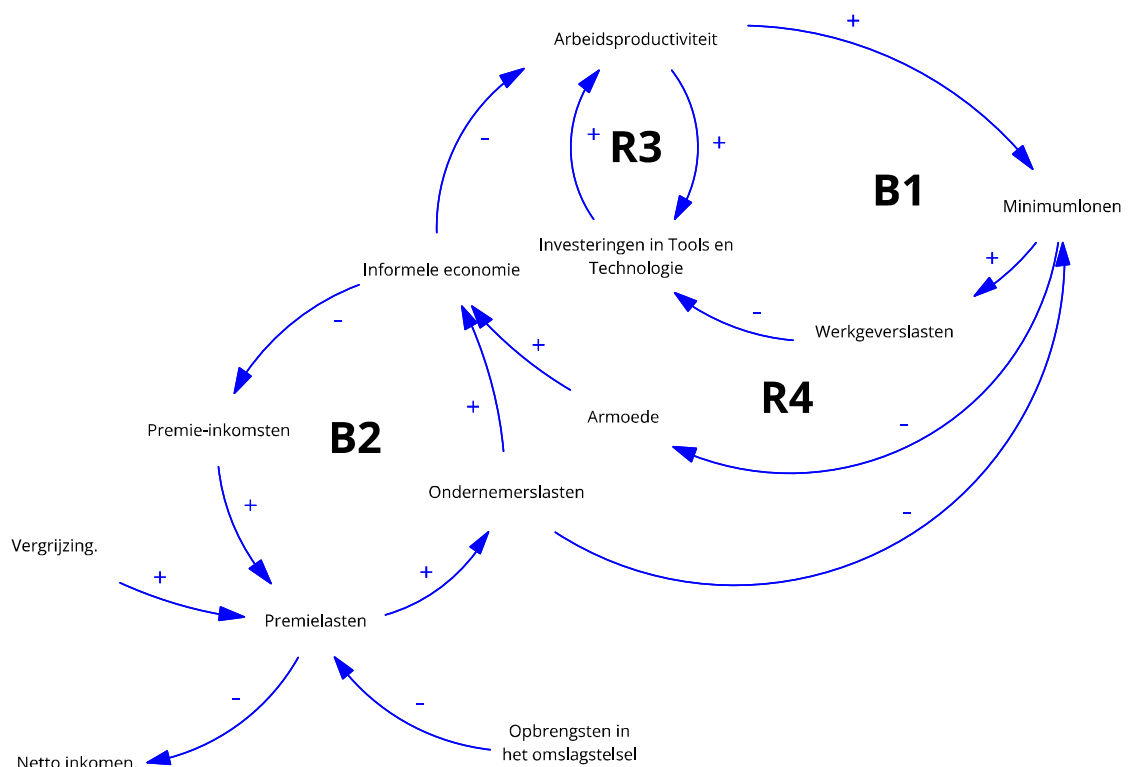 Arbeidsproductiviteit
+
-
+
R3
+
B1
Minimumlonen
Investeringen in Tools en
Technologie
+
Informele economie
-
-
Werkgeverslasten
+
R4
Armoede
+
-
Premie-inkomsten
B2
Ondernemerslasten
+
-
Vergrijzing.
+
+
Premielasten
-
-
Opbrengsten in
het omslagstelsel
Netto inkomen.